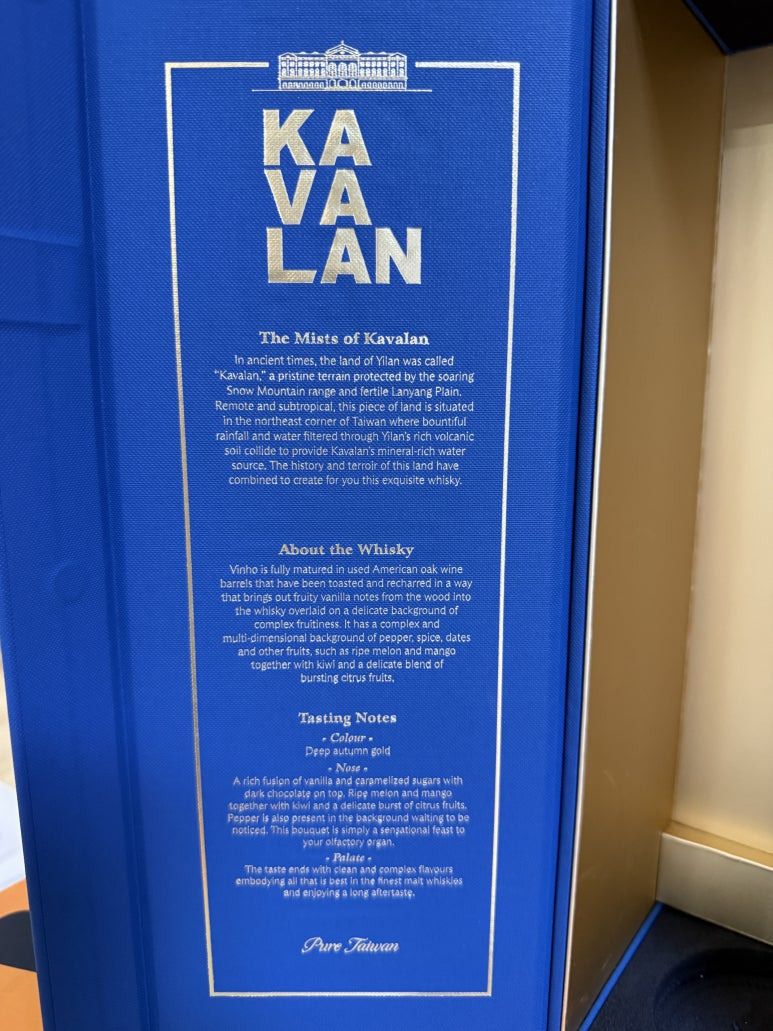 KA
VA
LAN
The Mists of Kavalan
In ancient times, the land of Yilan was called
“Kavalan,” a pristine terrain protected by the soaring
Snow Mountain range and fertile Lanyang Plain.
Remote and subtropical, this piece of land is situated
in the northeast corner of Taiwan where bountiful
rainfall and water filtered through Yilan's rich volcanic
soil collide to provide Kavalan's mineral-rich water
source. The history and terroir of this land have
combined to create for you this exquisite whisky.
About the Whisky
Vinho is fully matured in used American oak wine
barrels that have been toasted and recharred in a way
that brings out fruity vanilla notes from the wood into
the whisky overlaid on a delicate background of
complex fruitiness. It has a complex and
multi-dimensional background of pepper, spice, dates
and other fruits, such as ripe melon and mango
together with kiwi and a delicate blend of
bursting citrus fruits.
Tasting Notes
- Colour -
Deep autumn gold
- Nose -
A rich fusion of vanilla and caramelized sugars with
dark chocolate on top. Ripe melon and mango
together with kiwi and a delicate burst of citrus fruits.
Pepper is also present in the background waiting to be
noticed. This bouquet is simply a sensational feast to
your olfactory organ.
- Palate -
The taste ends with clean and complex flavours
embodying all that is best in the finest malt whiskies
and enjoying a long aftertaste.
Pure Taiwan